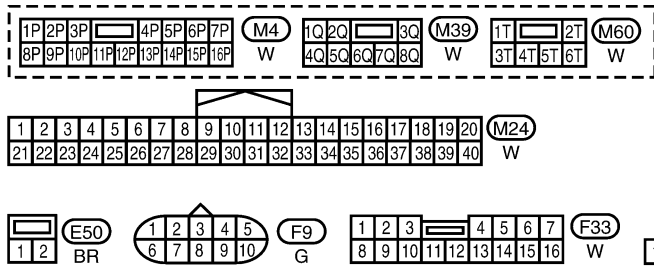 1P 2P 3P 4P 5P 6P 7P
8P 9P 10P 11P 12P 13P 14P 15P 16P
M4
W
1Q 2Q 3Q
4Q 5Q 6Q 7Q 8Q
M39
W
1T 2T
3T 4T 5T 6T
M60
W
1 2 3 4 5 6 7 8 9 10 11 12 13 14 15 16 17 18 19 20
21 22 23 24 25 26 27 28 29 30 31 32 33 34 35 36 37 38 39 40
M24
W
1 2
E50
BR
1 2 3 4 5
6 7 8 9 10
F9
G
1 2 3 4 5 6 7
8 9 10 11 12 13 14 15 16
F33
W